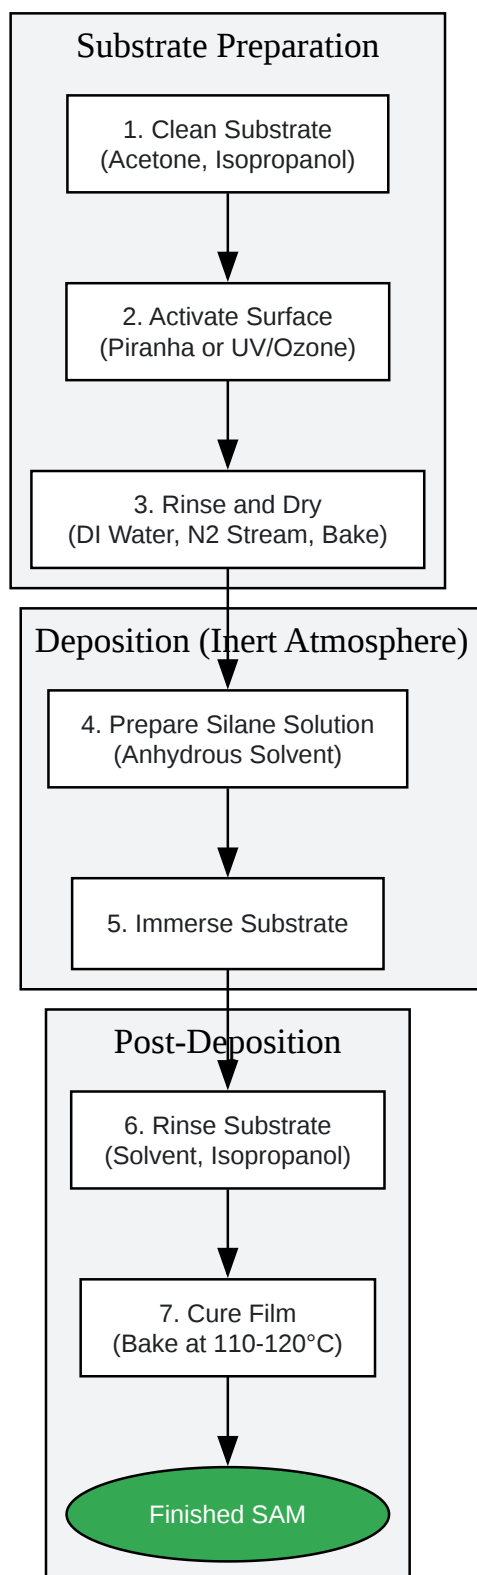 Substrate Preparation
1. Clean Substrate
(Acetone, Isopropanol)
2. Activate Surface
(Piranha or UV/Ozone)
3. Rinse and Dry
(DI Water, N2 Stream, Bake)
Deposition (Inert Atmosphere)
4. Prepare Silane Solution
(Anhydrous Solvent)
5. Immerse Substrate
Post-Deposition
6. Rinse Substrate
(Solvent, Isopropanol)
7. Cure Film
(Bake at 110-120°C)
Finished SAM